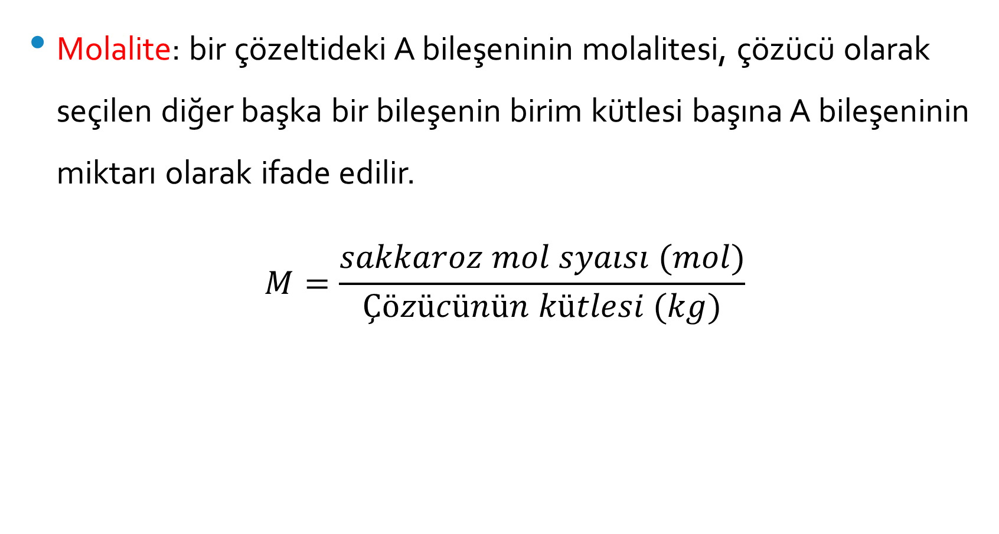 • Molalite: bir çözeltideki A bileşeninin molalitesi, çözücü olarak
seçilen diğer başka bir bileşenin birim kütlesi başına A bileşeninin
miktarı olarak ifade edilir.
M = sakkaroz mol syaısı (mol)
Çözücünün kütlesi (kg)